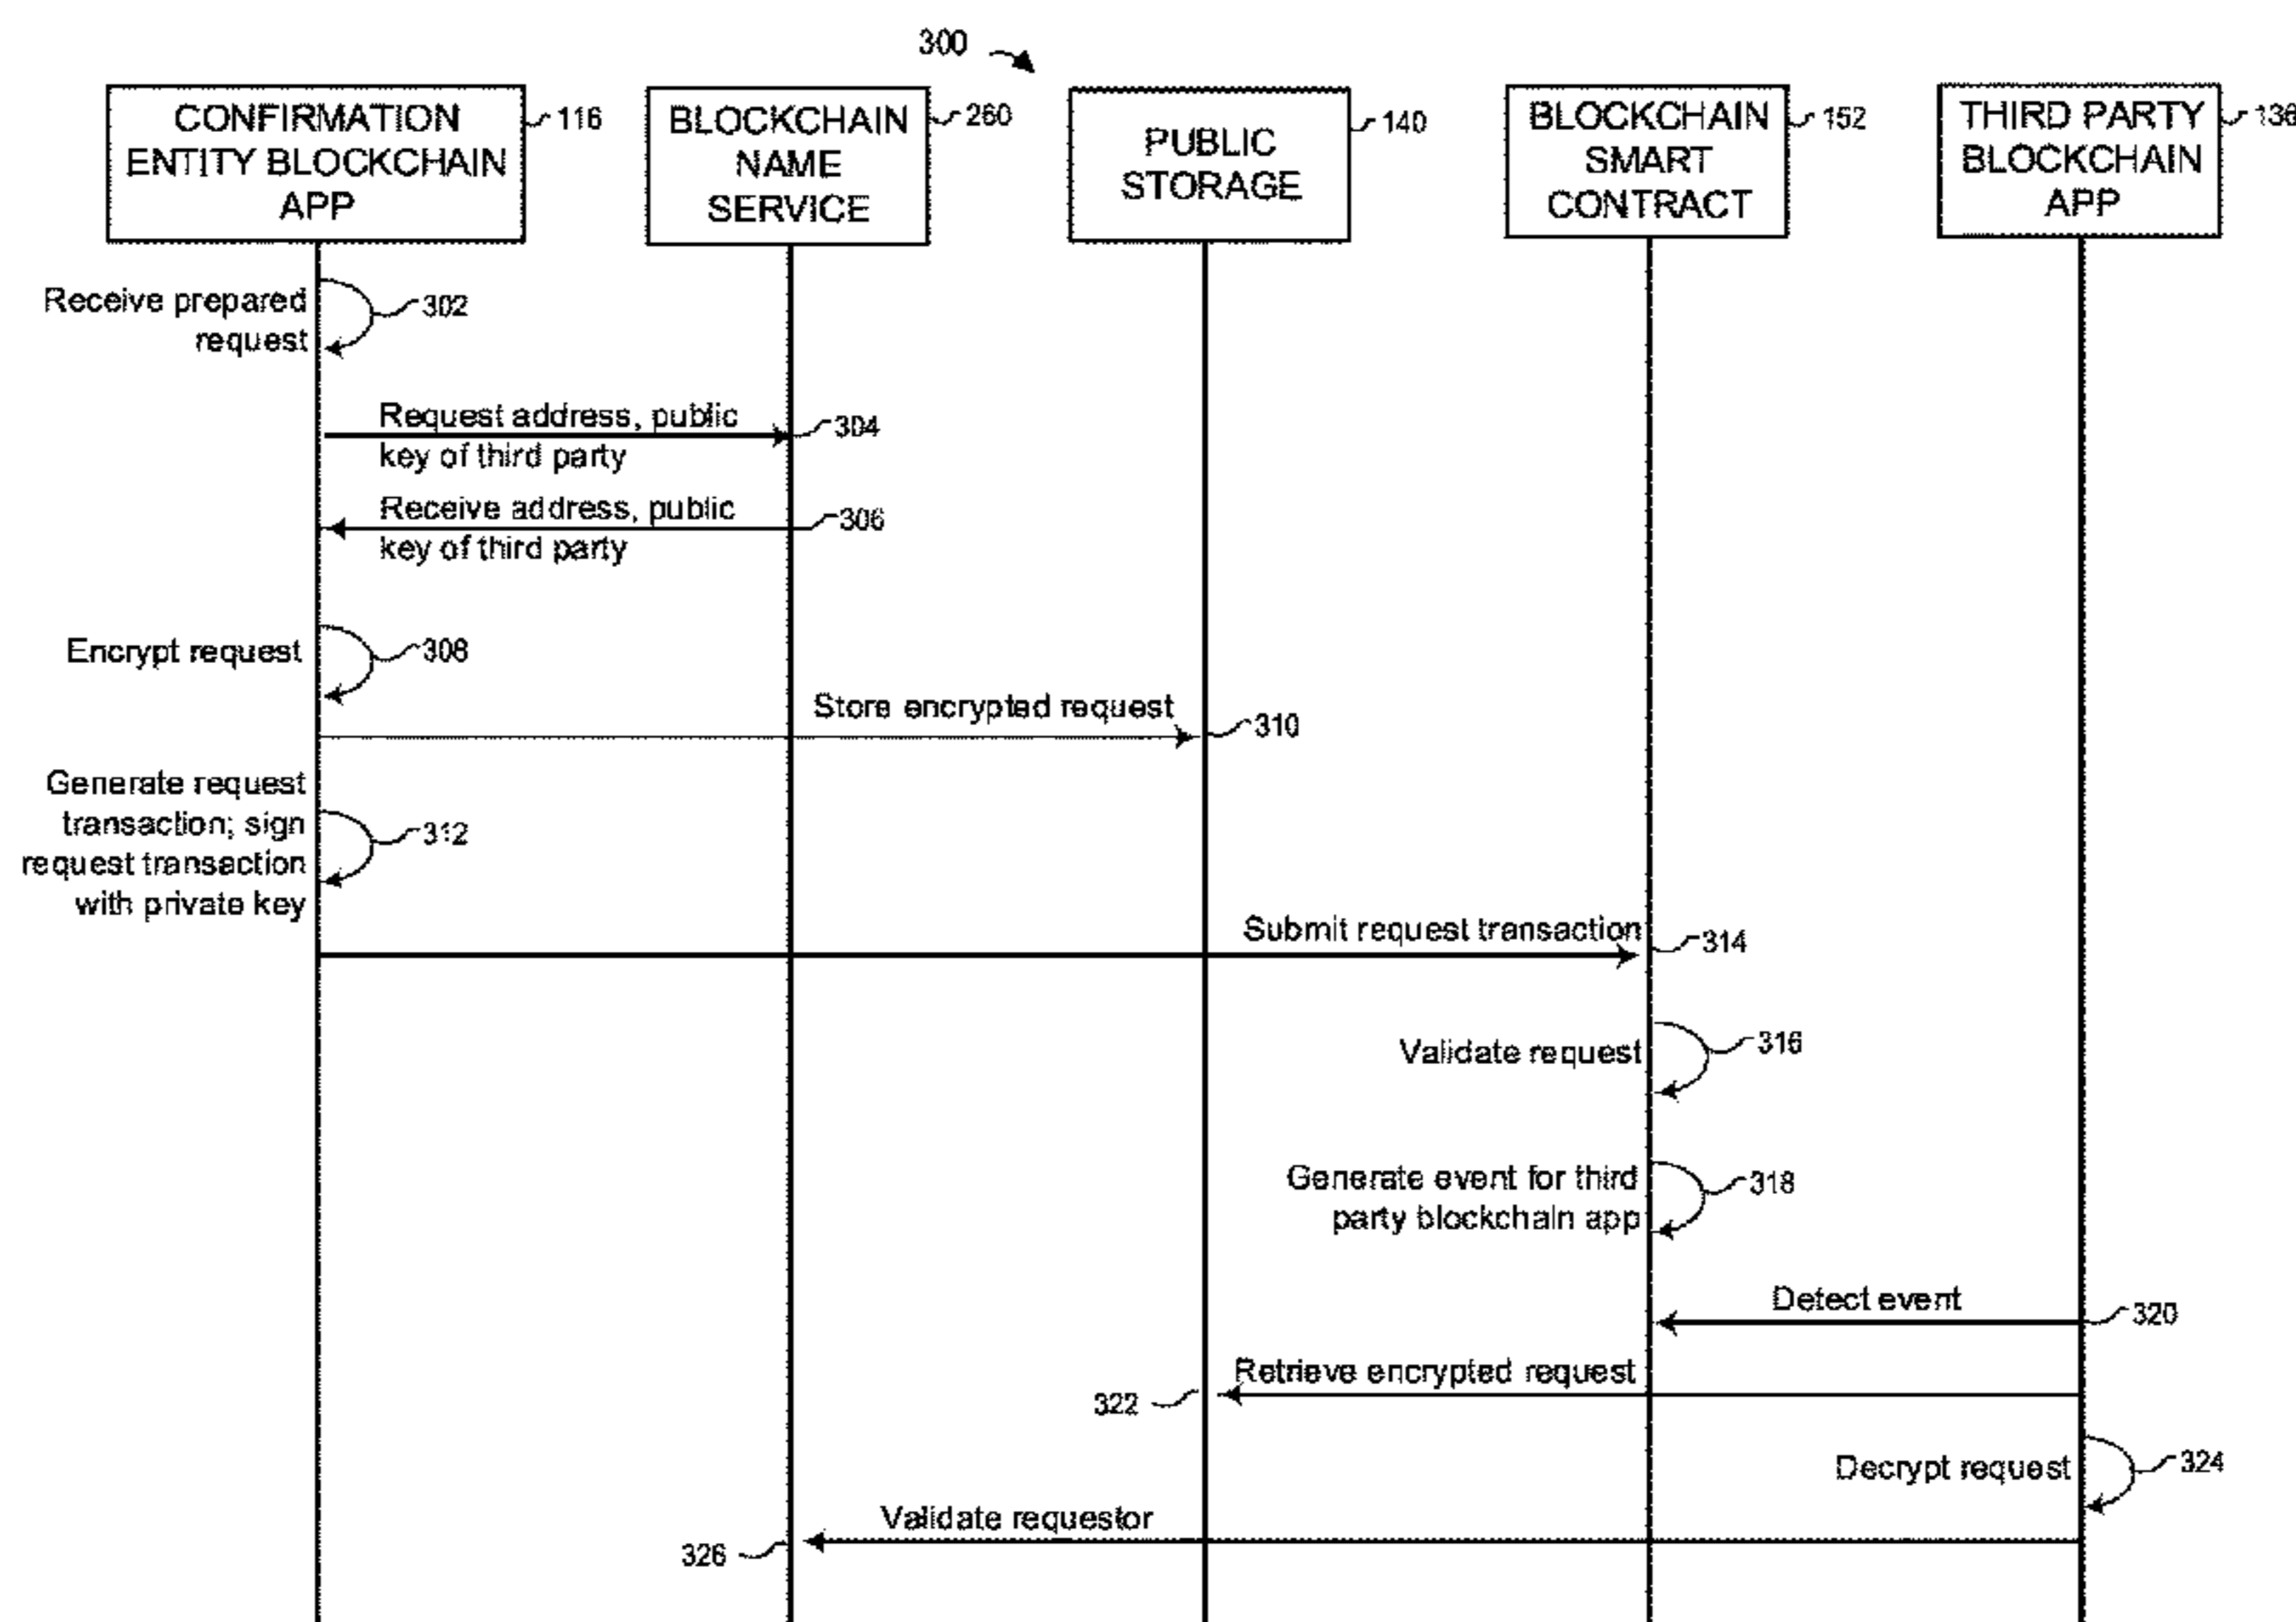 300
CONFIRMATION
ENTITY BLOCKCHAIN
APP
116
BLOCKCHAIN
NAME
SERVICE
260
PUBLIC
STORAGE
140
BLOCKCHAIN
SMART
CONTRACT
152
THIRD PARTY
BLOCKCHAIN
APP
136
Receive prepared
request
302
Request address, public
key of third party
304
Receive address, public
key of third party
306
Encrypt request
308
Store encrypted request
310
Generate request
transaction; sign
request transaction
with private key
312
Submit request transaction
314
Validate request
316
Generate event for third
party blockchain app
318
Detect event
320
Retrieve encrypted request
322
Decrypt request
324
Validate requestor
326